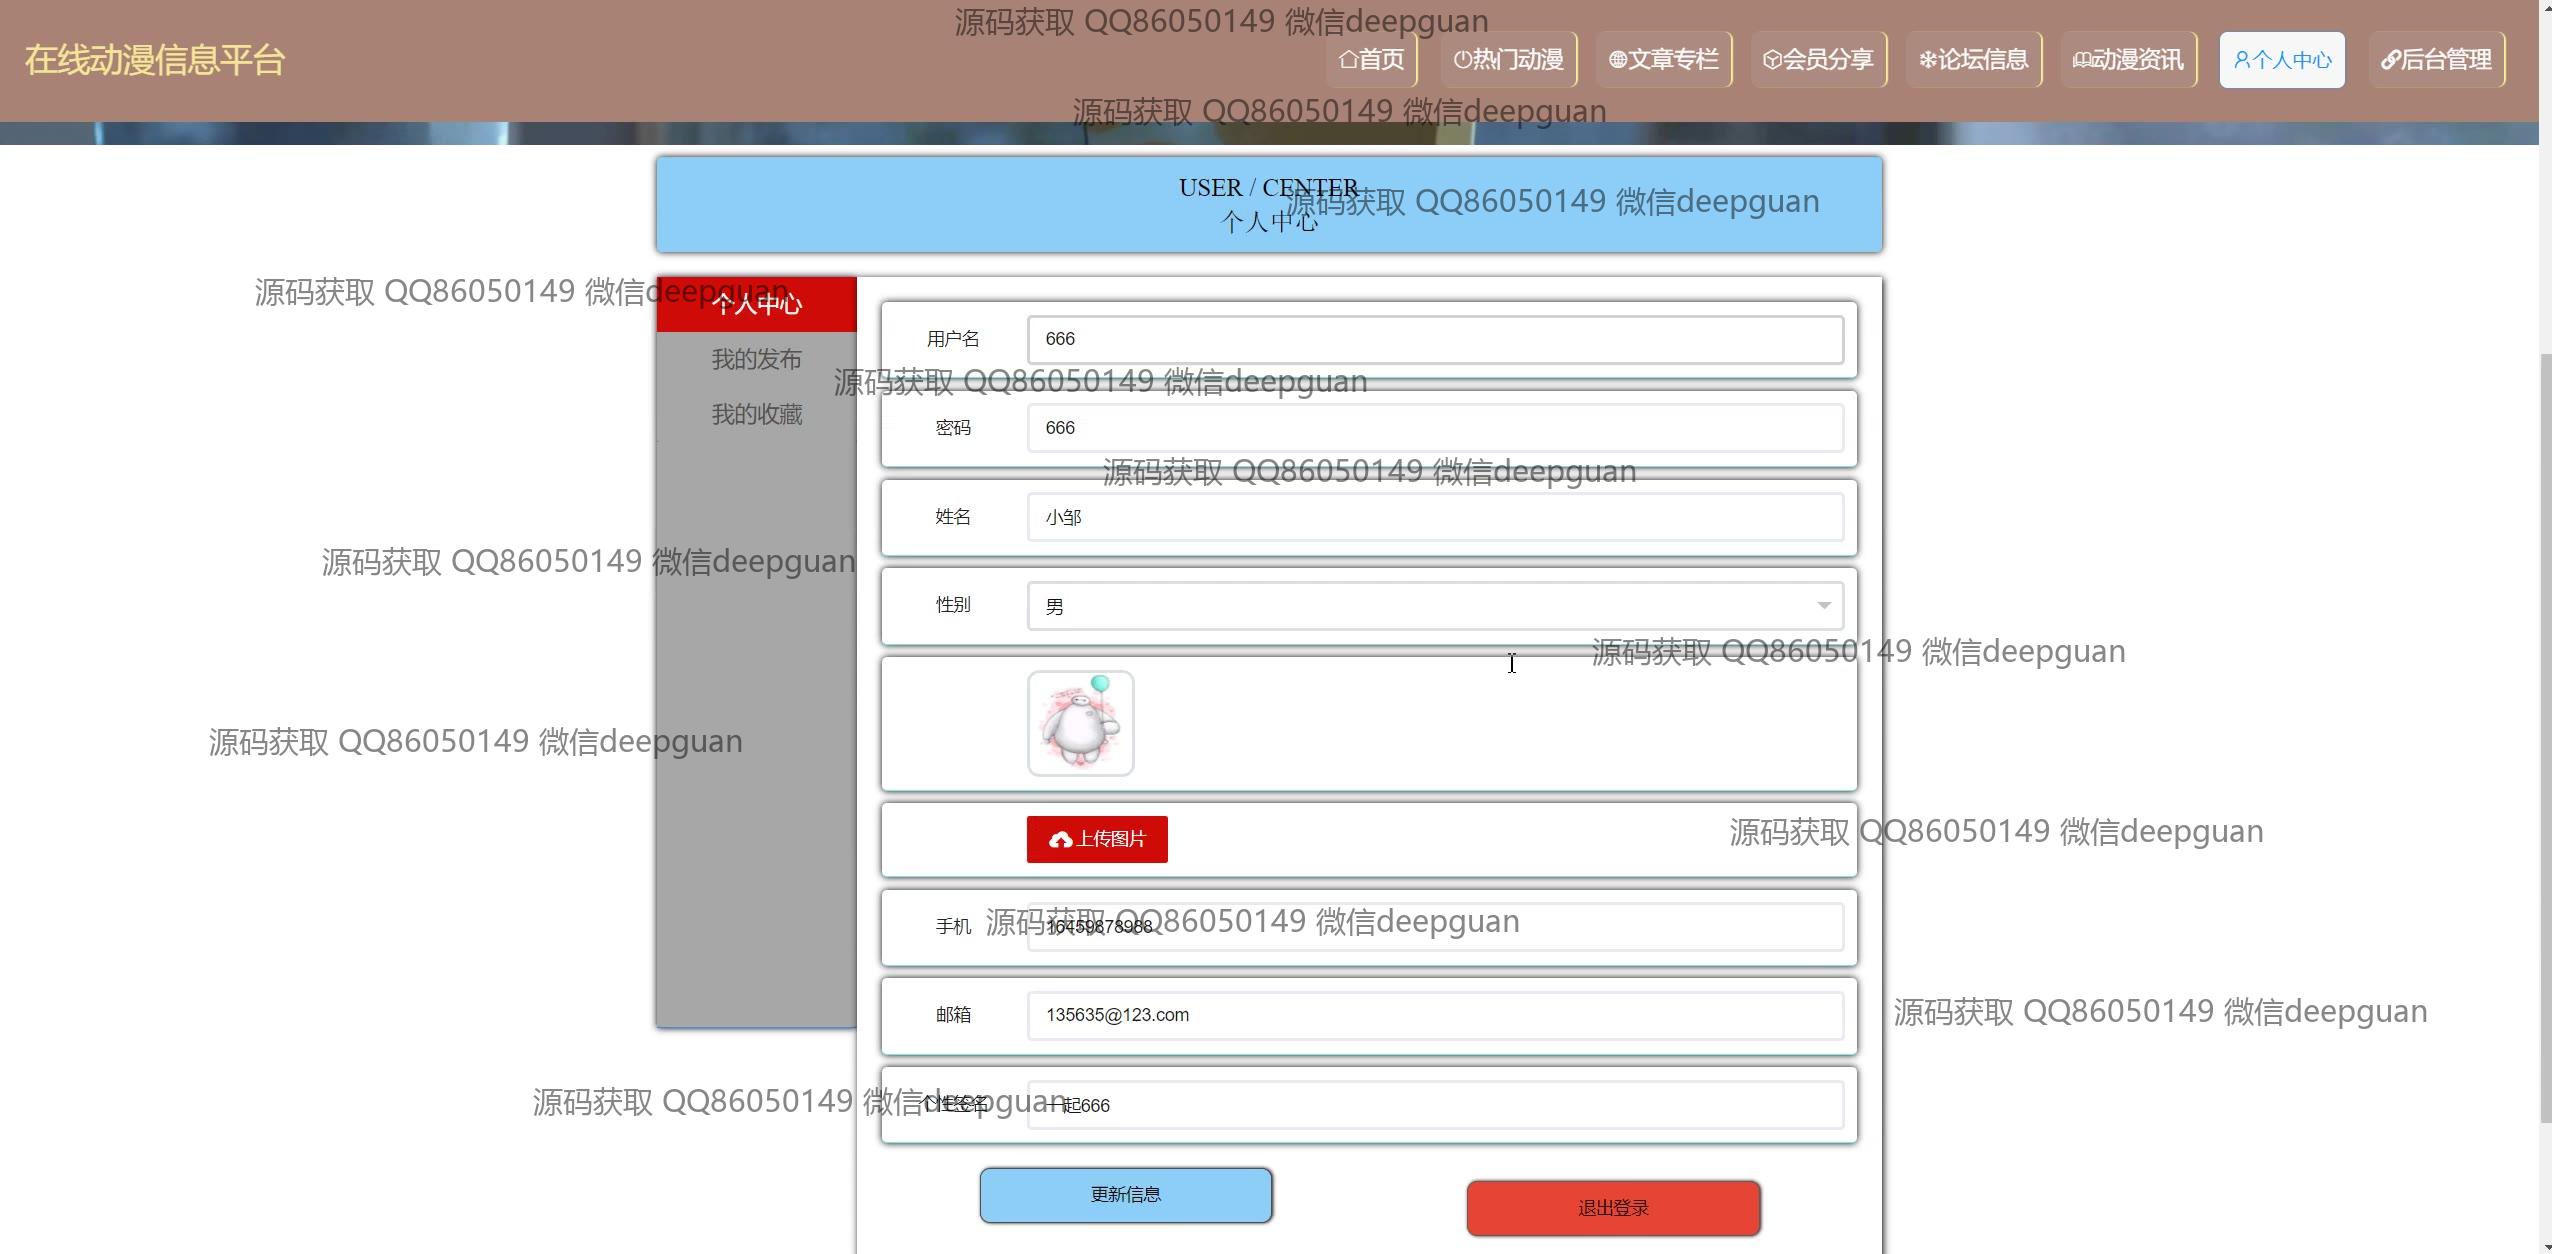 源码获取 QQ86050149 微信deepguan
在线动漫信息平台
首页 热门动漫 文章专栏 会员分享 论坛信息 动漫资讯 个人中心 后台管理
源码获取 QQ86050149 微信deepguan
USER / CENTER
源码获取 QQ86050149 微信deepguan
个人中心
源码获取 QQ86050149 微信deepguan
个人中心
用户名 666
我的发布
源码获取 QQ86050149 微信deepguan
我的收藏
密码 666
源码获取 QQ86050149 微信deepguan
姓名 小邹
源码获取 QQ86050149 微信deepguan
性别 男
源码获取 QQ86050149 微信deepguan
源码获取 QQ86050149 微信deepguan
上传图片
源码获取 QQ86050149 微信deepguan
手机 16459878988
源码获取 QQ86050149 微信deepguan
邮箱 135635@123.com
源码获取 QQ86050149 微信deepguan
个性签名 一起666
源码获取 QQ86050149 微信deepguan
更新信息
退出登录